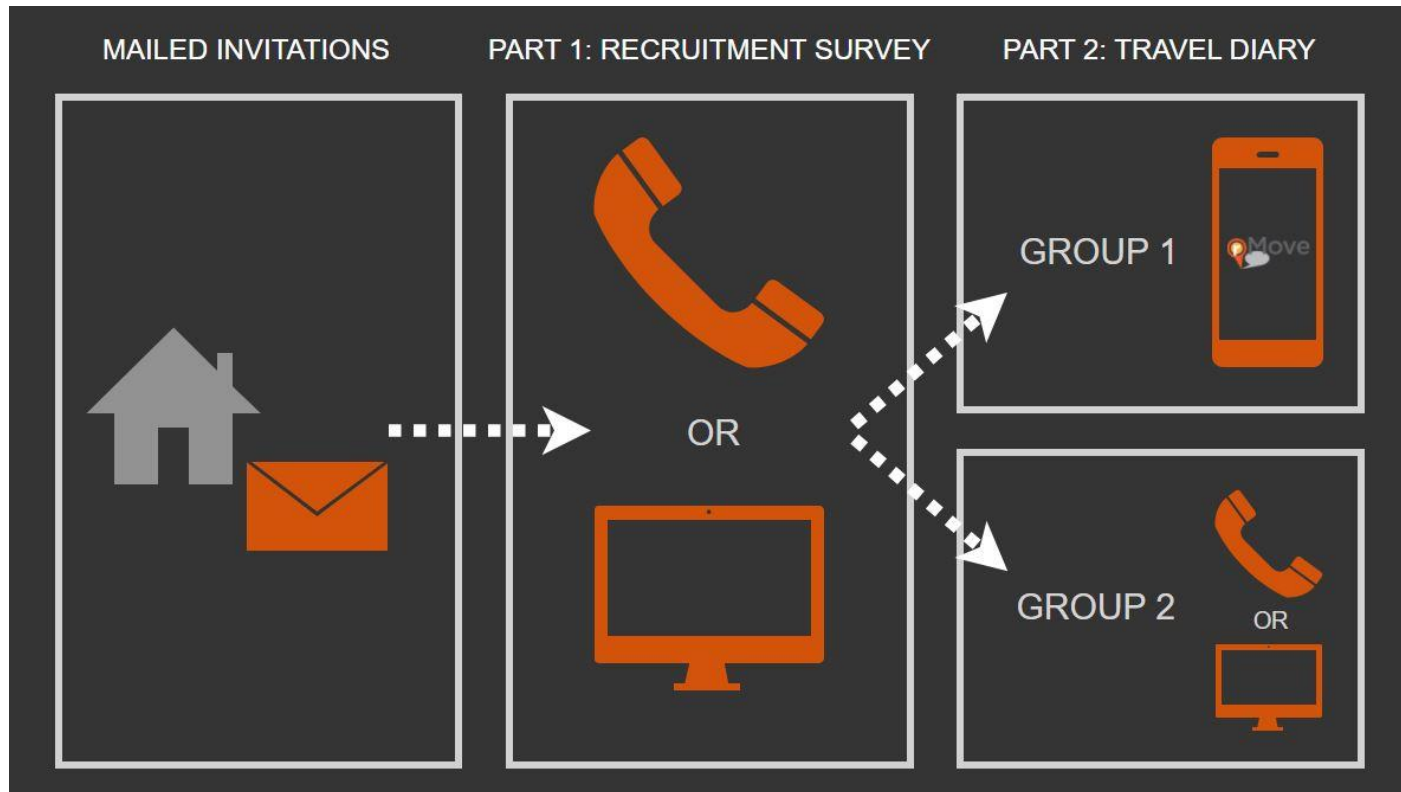 MAILED INVITATIONS
PART 1: RECRUITMENT SURVEY
PART 2: TRAVEL DIARY
OR
GROUP 1
Move
GROUP 2
OR